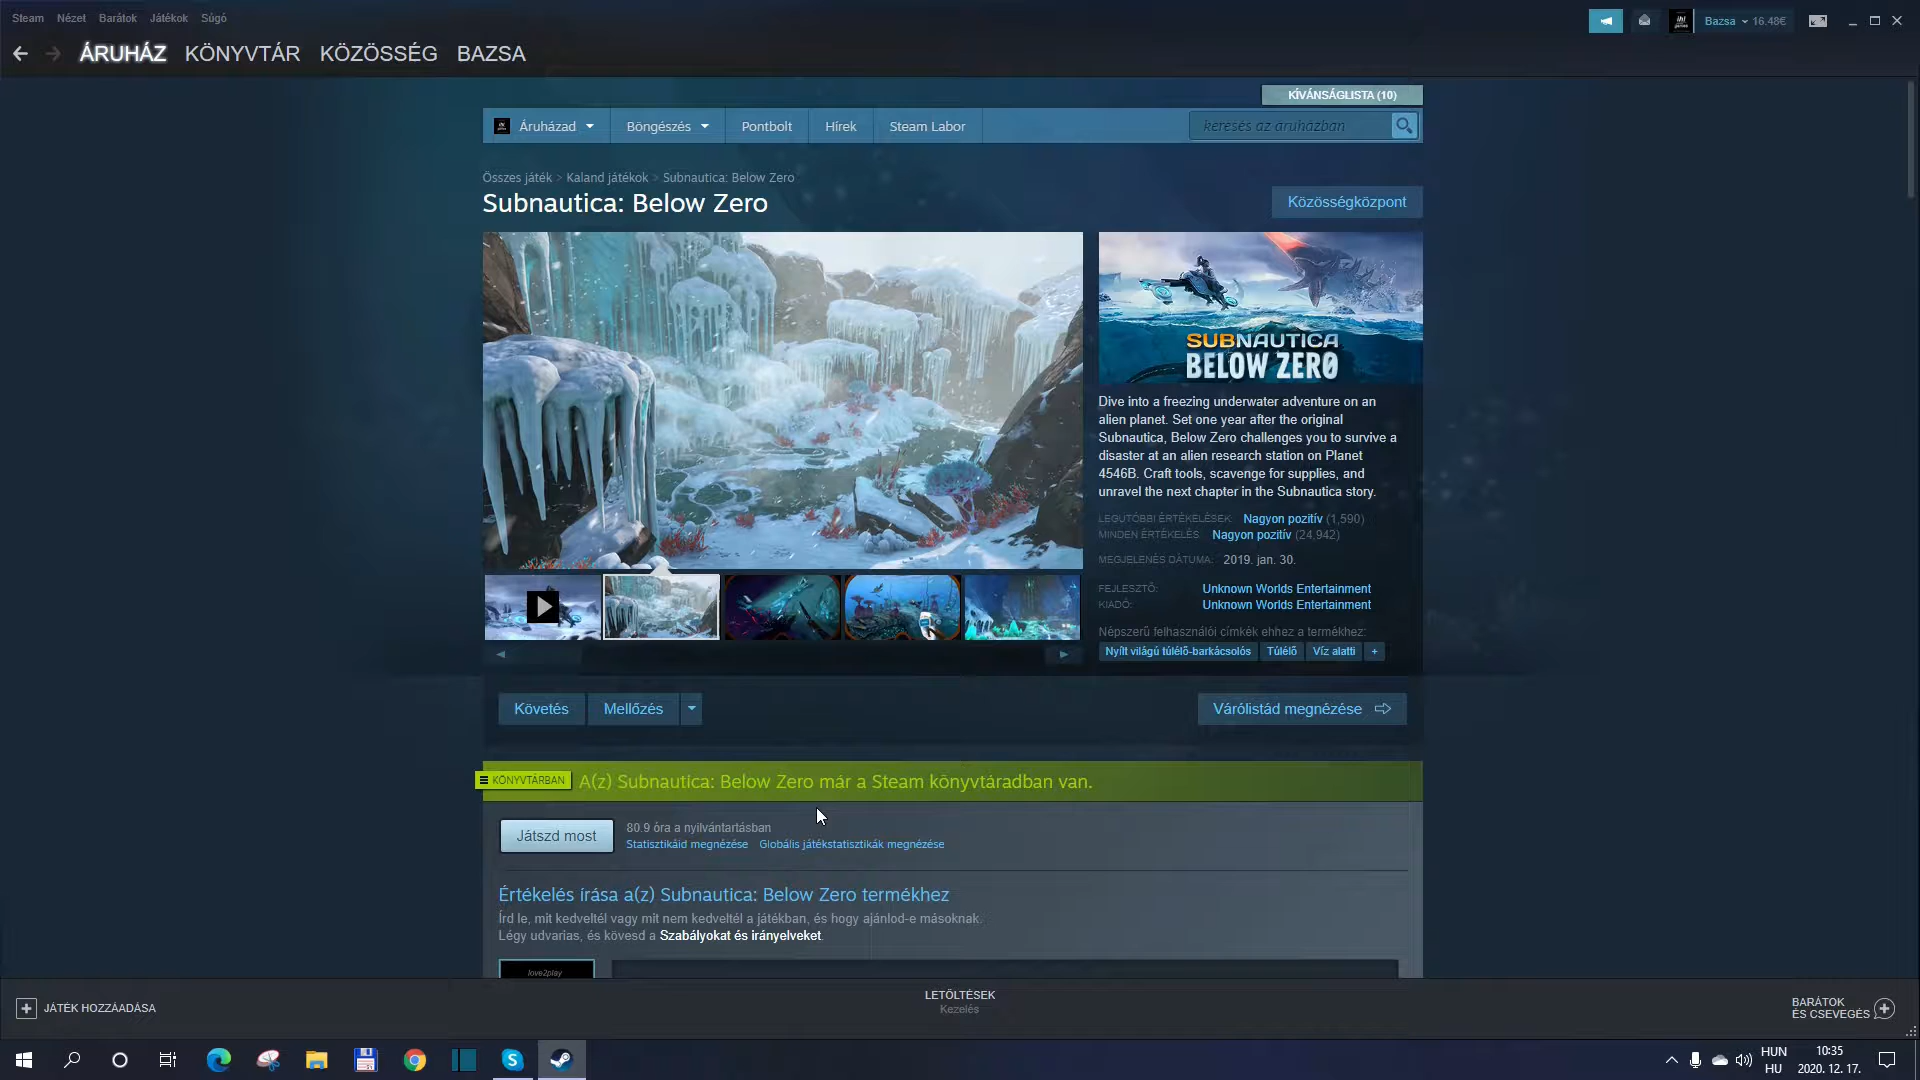 Steam Nézet Barátok Játékok Súgó
Bazsa 16.48€
ÁRUHÁZ KÖNYVTÁR KÖZÖSSÉG BAZSA
KÍVÁNSÁGLISTA (10)
Áruházad Böngészés Pontbolt Hírek Steam Labor keresés az áruházban
Összes játék > Kaland játékok > Subnautica: Below Zero
Subnautica: Below Zero
Közösségközpont
SUBNAUTICA
BELOW ZERO
Dive into a freezing underwater adventure on an
alien planet. Set one year after the original
Subnautica, Below Zero challenges you to survive a
disaster at an alien research station on Planet
4546B. Craft tools, scavenge for supplies, and
unravel the next chapter in the Subnautica story.
LEGUTÓBBI ÉRTÉKELÉSEK: Nagyon pozitív (1,590)
MINDEN ÉRTÉKELÉS: Nagyon pozitív (24,942)
MEGJELENÉS DÁTUMA: 2019. jan. 30.
FEJLESZTŐ: Unknown Worlds Entertainment
KIADÓ: Unknown Worlds Entertainment
Népszerű felhasználói címkék ehhez a termékhez:
Nyílt világú túlélő-barkácsolós Túlélő Víz alatti +
Követés Mellőzés Várólistád megnézése
KÖNYVTÁRBAN A(z) Subnautica: Below Zero már a Steam könyvtáradban van.
Játszd most
80.9 óra a nyilvántartásban
Statisztikáid megnézése Globális játékstatisztikák megnézése
Értékelés írása a(z) Subnautica: Below Zero termékhez
Írd le, mit kedveltél vagy mit nem kedveltél a játékban, és hogy ajánlod-e másoknak.
Légy udvarias, és kövesd a Szabályokat és irányelveket.
love2play
JÁTÉK HOZZÁADÁSA
LETÖLTÉSEK
Kezelés
BARÁTOK
ÉS CSEVEGÉS
HUN
HU
10:35
2020. 12. 17.